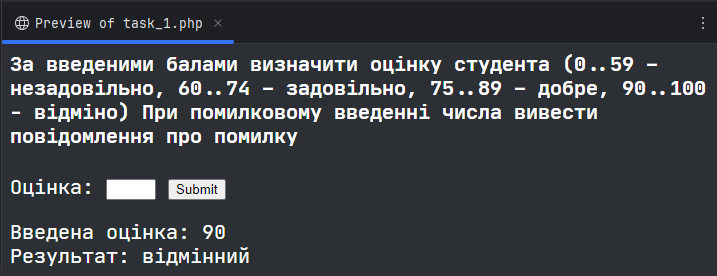 Preview of task_1.php
За введеними балами визначити оцінку студента (0..59 –
незадовільно, 60..74 – задовільно, 75..89 – добре, 90..100
– відміно) При помилковому введенні числа вивести
повідомлення про помилку
Оцінка: Submit
Введена оцінка: 90
Результат: відмінний